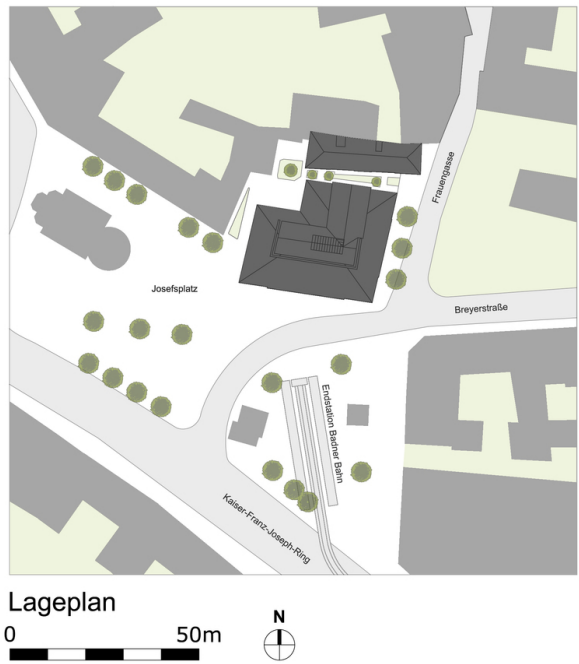 Frauengasse
Josefsplatz
Breyerstraße
Endstation Badner Bahn
Kaiser-Franz-Joseph-Ring
Lageplan
0
50m
N